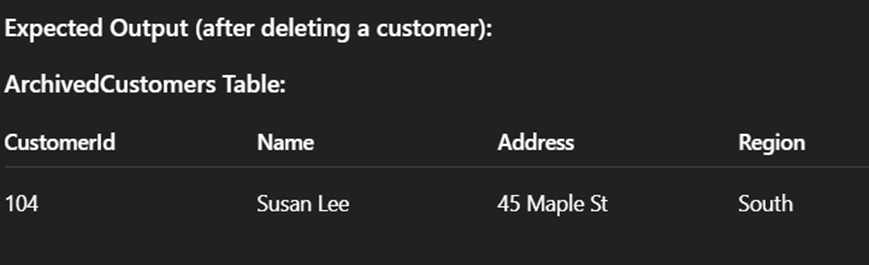 Expected Output (after deleting a customer):
ArchivedCustomers Table:
CustomerId Name Address Region
104 Susan Lee 45 Maple St South